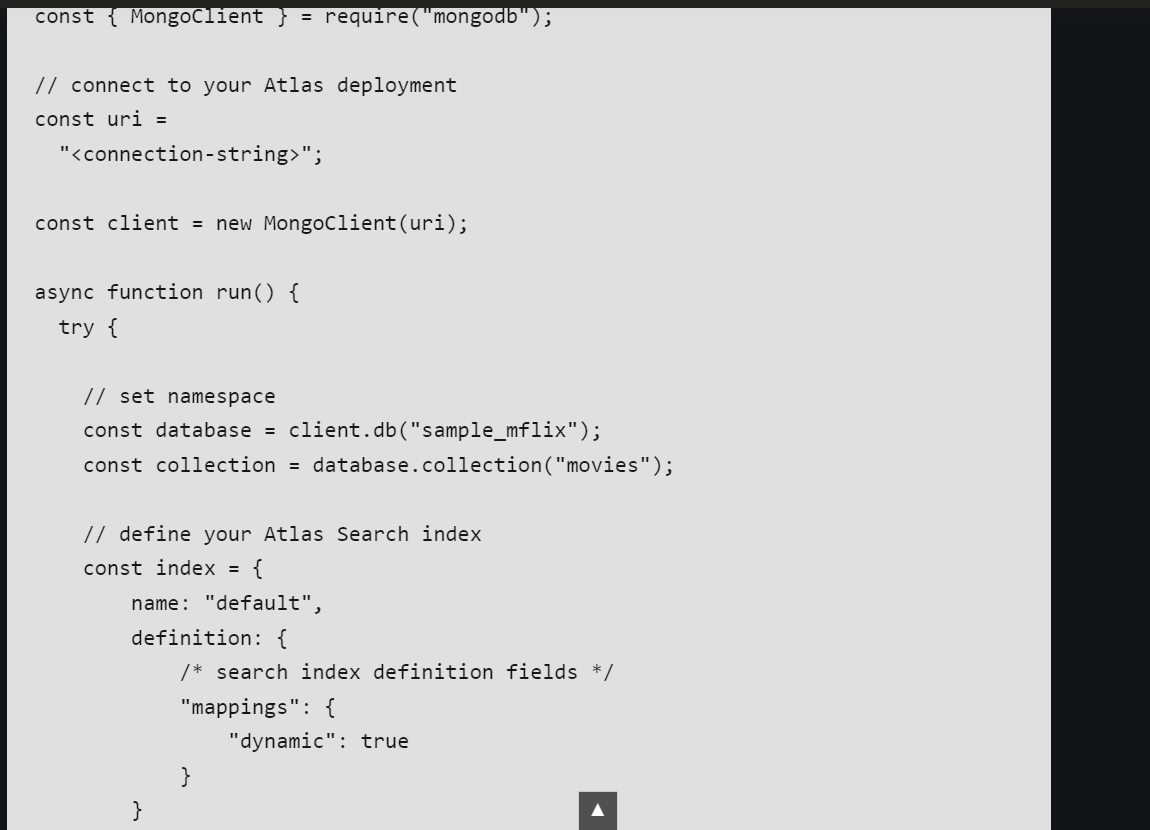 const { MongoClient } = require("mongodb");
// connect to your Atlas deployment
const uri =
"<connection-string>";
const client = new MongoClient(uri);
async function run() {
try {
// set namespace
const database = client.db("sample_mflix");
const collection = database.collection("movies");
// define your Atlas Search index
const index = {
name: "default",
definition: {
/* search index definition fields */
"mappings": {
"dynamic": true
}
}